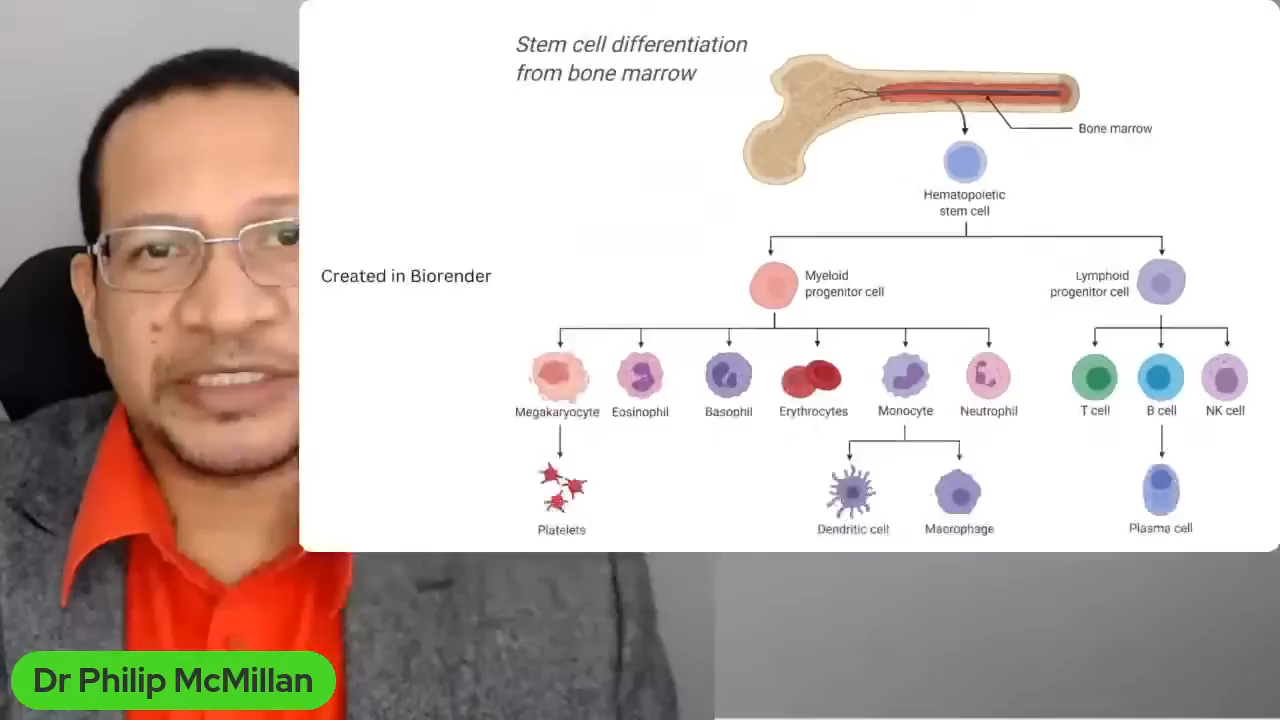 Stem cell differentiation
from bone marrow
Bone marrow
Hematopoietic
stem cell
Created in Biorender
Myeloid
progenitor cell
Lymphoid
progenitor cell
Megakaryocyte
Eosinophil
Basophil
Erythrocytes
Monocyte
Neutrophil
T cell
B cell
NK cell
Platelets
Dendritic cell
Macrophage
Plasma cell
Dr Philip McMillan